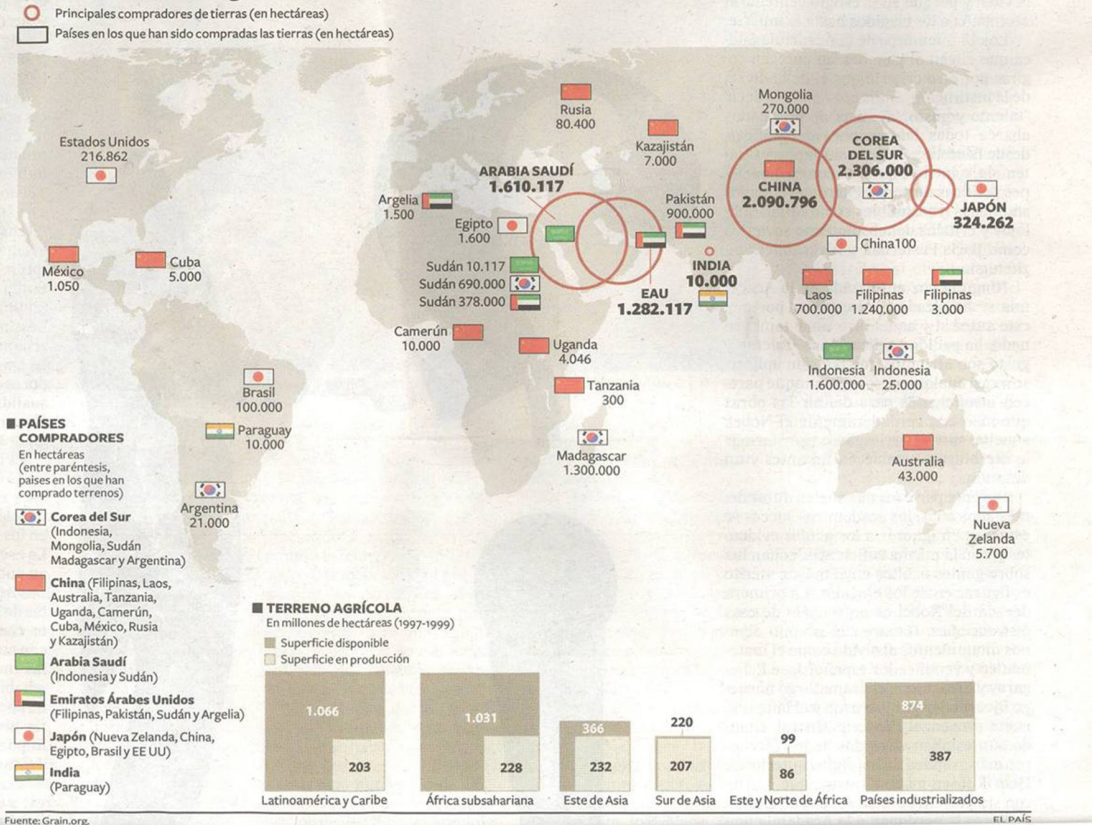 Principales compradores de tierras (en hectáreas)
Países en los que han sido compradas las tierras (en hectáreas)
Estados Unidos
216.862
México
1.050
Cuba
5.000
Brasil
100.000
Paraguay
10.000
Argentina
21.000
Rusia
80.400
Kazajistán
7.000
Mongolia
270.000
COREA
DEL SUR
2.306.000
CHINA
2.090.796
JAPÓN
324.262
China100
ARABIA SAUDÍ
1.610.117
Argelia
1.500
Egipto
1.600
Pakistán
900.000
INDIA
10.000
EAU
1.282.117
Sudán 10.117
Sudán 690.000
Sudán 378.000
Camerún
10.000
Uganda
4.046
Tanzania
300
Madagascar
1.300.000
Laos
700.000
Filipinas
1.240.000
Filipinas
3.000
Indonesia
1.600.000
Indonesia
25.000
Australia
43.000
Nueva
Zelanda
5.700
PAÍSES
COMPRADORES
En hectáreas
(entre paréntesis,
paises en los que han
comprado terrenos)
Corea del Sur
(Indonesia,
Mongolia, Sudán
Madagascar y Argentina)
China (Filipinas, Laos,
Australia, Tanzania,
Uganda, Camerún,
Cuba, México, Rusia
y Kazajistán)
Arabia Saudí
(Indonesia y Sudán)
Emiratos Árabes Unidos
(Filipinas, Pakistán, Sudán y Argelia)
Japón (Nueva Zelanda, China,
Egipto, Brasil y EE UU)
India
(Paraguay)
TERRENO AGRÍCOLA
En millones de hectáreas (1997-1999)
Superficie disponible
Superficie en producción
1.066
203
Latinoamérica y Caribe
1.031
228
África subsahariana
366
232
Este de Asia
220
207
Sur de Asia
99
86
Este y Norte de África
874
387
Países industrializados
Fuente: Grain.org.
EL PAÍS